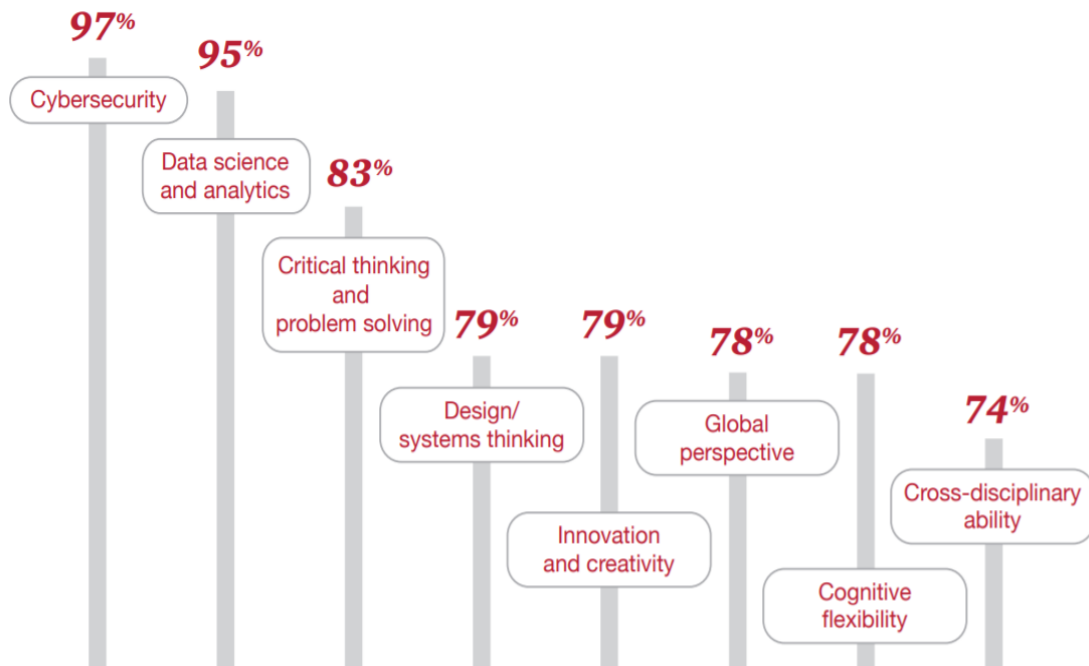 97%
Cybersecurity
95%
Data science
and analytics
83%
Critical thinking
and
problem solving
79%
Design/
systems thinking
79%
Innovation
and creativity
78%
Global
perspective
78%
Cognitive
flexibility
74%
Cross-disciplinary
ability